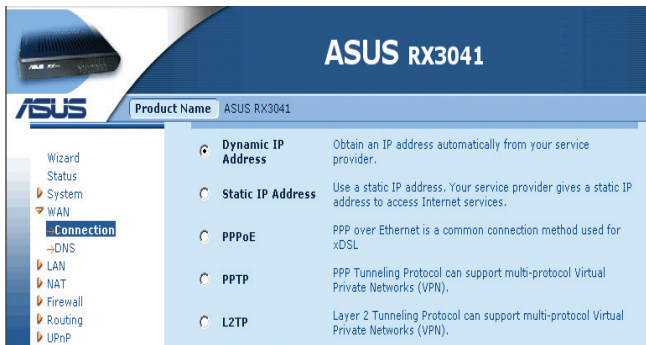 ASUS RX3041
ASUS
Product Name ASUS RX3041
Wizard
Status
System
WAN
→Connection
→DNS
LAN
NAT
Firewall
Routing
UPnP
Dynamic IP
Address
Obtain an IP address automatically from your service
provider.
Static IP Address
Use a static IP address. Your service provider gives a static IP
address to access Internet services.
PPPoE
PPP over Ethernet is a common connection method used for
xDSL
PPTP
PPP Tunneling Protocol can support multi-protocol Virtual
Private Networks (VPN).
L2TP
Layer 2 Tunneling Protocol can support multi-protocol Virtual
Private Networks (VPN).